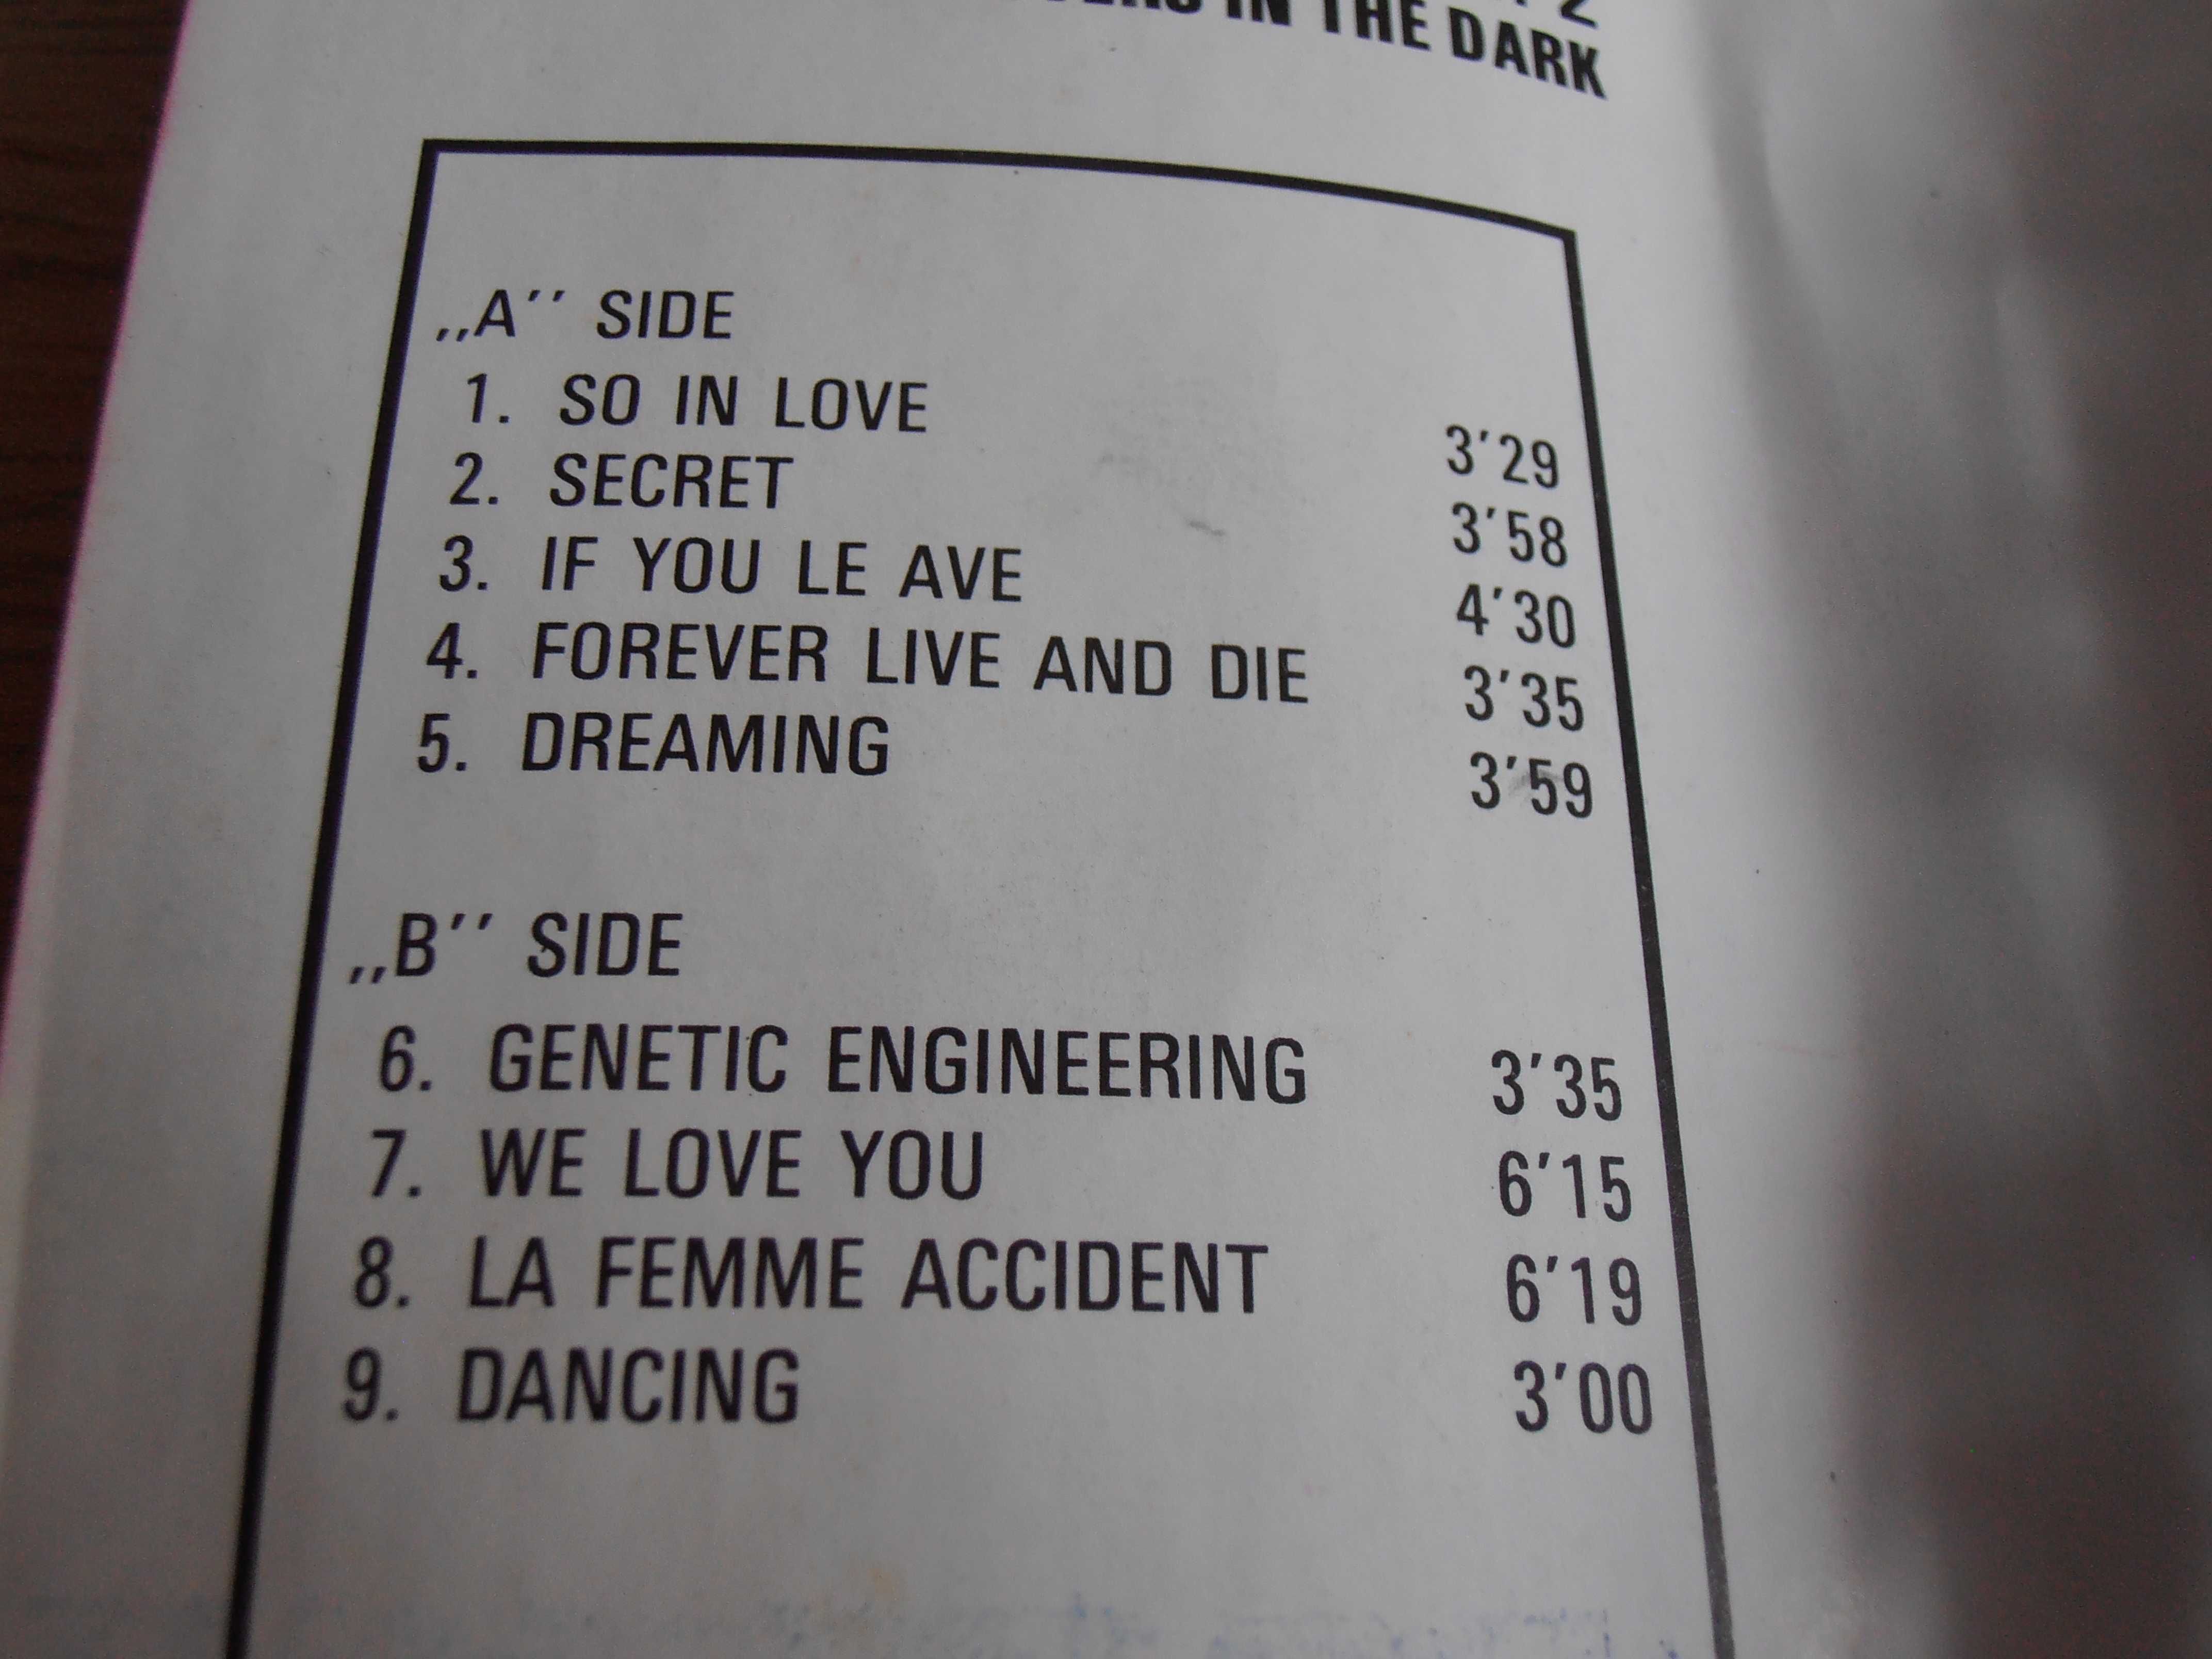 2
IN THE DARK
,,A'' SIDE
1. SO IN LOVE 3'29
2. SECRET 3'58
3. IF YOU LE AVE 4'30
4. FOREVER LIVE AND DIE 3'35
5. DREAMING 3'59
,,B'' SIDE
6. GENETIC ENGINEERING 3'35
7. WE LOVE YOU 6'15
8. LA FEMME ACCIDENT 6'19
9. DANCING 3'00